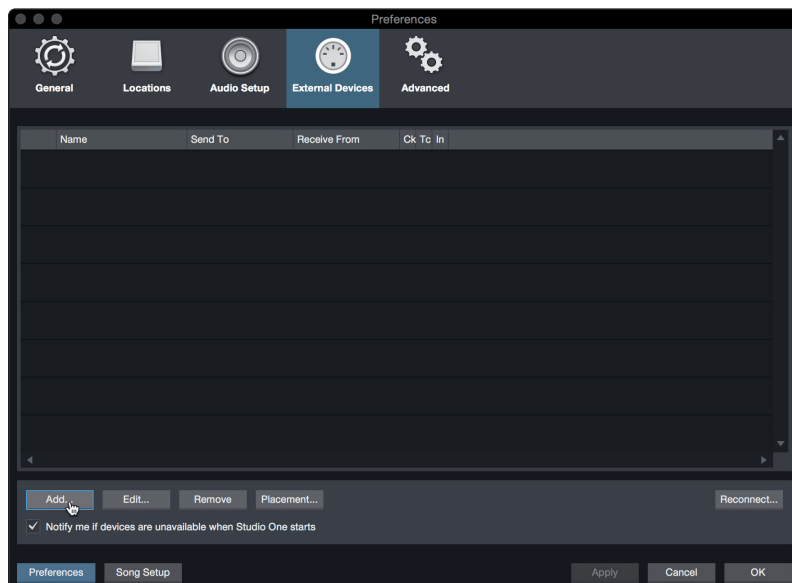 Preferences
General Locations Audio Setup External Devices Advanced
Name Send To Receive From Ck Tc In
Add... Edit... Remove Placement... Reconnect...
Notify me if devices are unavailable when Studio One starts
Preferences Song Setup Apply Cancel OK